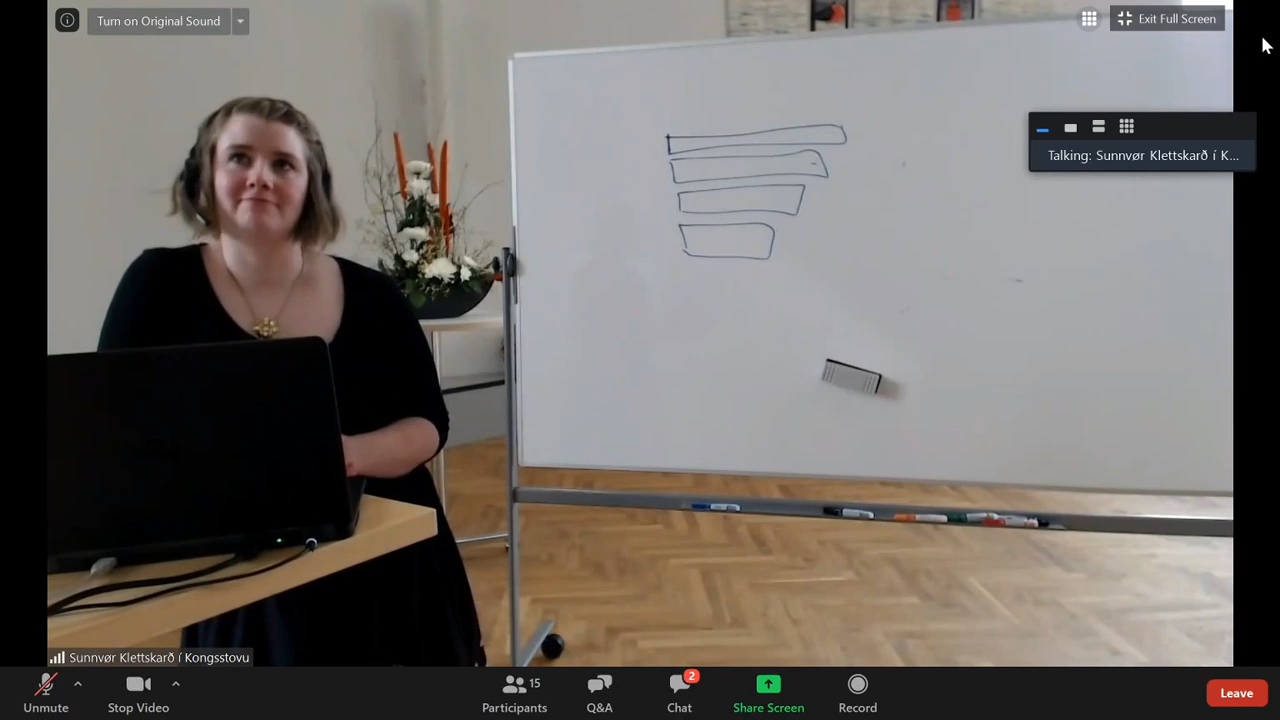 Turn on Original Sound
Exit Full Screen
Talking: Sunnvør Klettskarð í K...
Sunnvør Klettskarð í Kongsstovu
Unmute
Stop Video
15
Participants
Q&A
2
Chat
Share Screen
Record
Leave